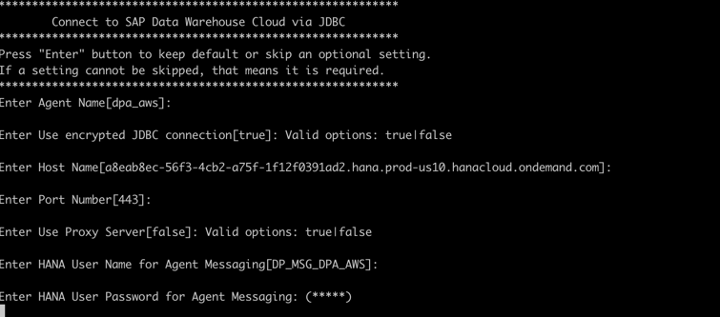 **********************************************************
Connect to SAP Data Warehouse Cloud via JDBC
**********************************************************
Press "Enter" button to keep default or skip an optional setting.
If a setting cannot be skipped, that means it is required.
**********************************************************
Enter Agent Name[dpa_aws]:
Enter Use encrypted JDBC connection[true]: Valid options: true|false
Enter Host Name[a8eab8ec-56f3-4cb2-a75f-1f12f0391ad2.hana.prod-us10.hanacloud.ondemand.com]:
Enter Port Number[443]:
Enter Use Proxy Server[false]: Valid options: true|false
Enter HANA User Name for Agent Messaging[DP_MSG_DPA_AWS]:
Enter HANA User Password for Agent Messaging: (*****)